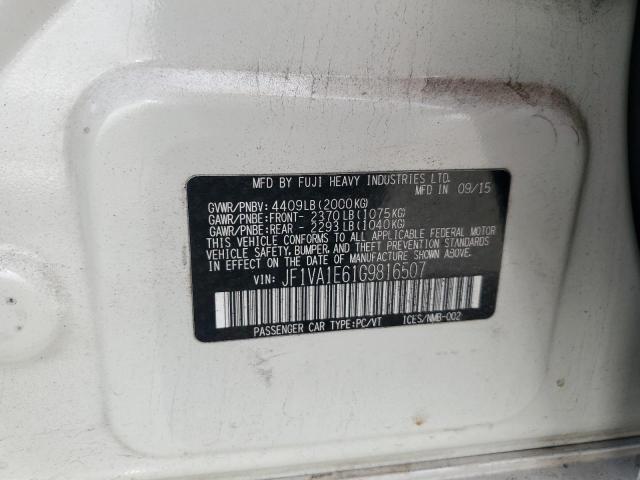 MFD BY FUJI HEAVY INDUSTRIES LTD.
MFD IN 09/15
GVWR/PNBV: 4409LB(2000KG)
GAWR/PNBE:FRONT- 2370LB(1075KG)
GAWR/PNBE:REAR - 2293LB(1040KG)
THIS VEHICLE CONFORMS TO ALL APPLICABLE FEDERAL MOTOR
VEHICLE SAFETY, BUMPER, AND THEFT PREVENTION STANDARDS
IN EFFECT ON THE DATE OF MANUFACTURE SHOWN ABOVE.
VIN: JF1VA1E61G9816507
PASSENGER CAR TYPE:PC/VT ICES/NMB-002